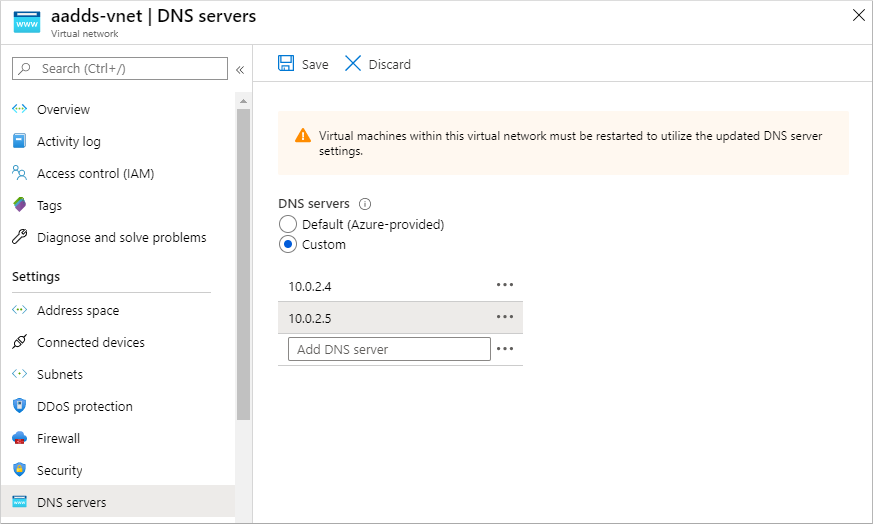 aadds-vnet | DNS servers
Virtual network
Search (Ctrl+/)
«
Overview
Activity log
Access control (IAM)
Tags
Diagnose and solve problems
Settings
Address space
Connected devices
Subnets
DDoS protection
Firewall
Security
DNS servers
Save
Discard
Virtual machines within this virtual network must be restarted to utilize the updated DNS server
settings.
DNS servers
Default (Azure-provided)
Custom
10.0.2.4
10.0.2.5
Add DNS server